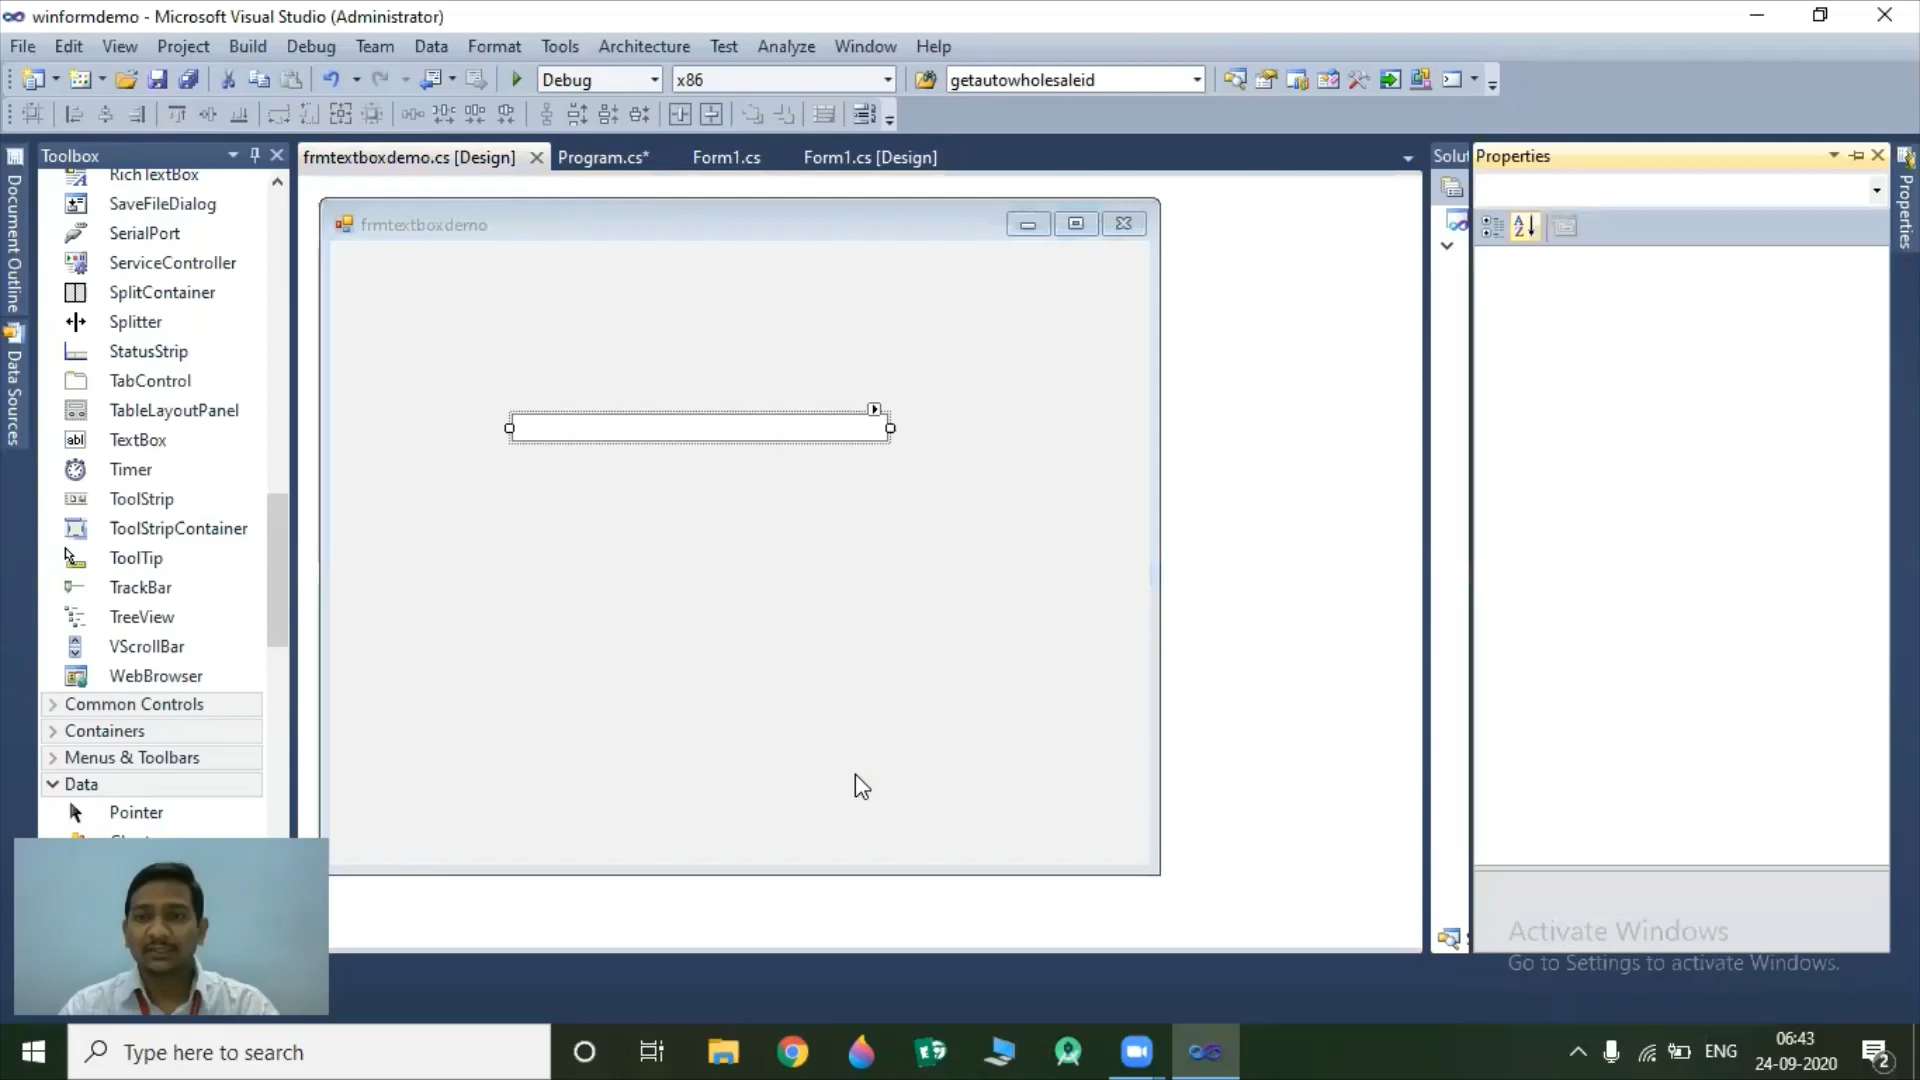 winformdemo - Microsoft Visual Studio (Administrator)
File Edit View Project Build Debug Team Data Format Tools Architecture Test Analyze Window Help
Debug x86 getautowholesaleid
Toolbox
frmtextboxdemo.cs [Design] Program.cs* Form1.cs Form1.cs [Design]
Properties
Document Outline
Data Sources
Properties
RichTextBox
SaveFileDialog
SerialPort
ServiceController
SplitContainer
Splitter
StatusStrip
TabControl
TableLayoutPanel
TextBox
Timer
ToolStrip
ToolStripContainer
ToolTip
TrackBar
TreeView
VScrollBar
WebBrowser
Common Controls
Containers
Menus & Toolbars
Data
Pointer
frmtextboxdemo
Activate Windows
Go to Settings to activate Windows.
Type here to search
ENG
06:43
24-09-2020
2